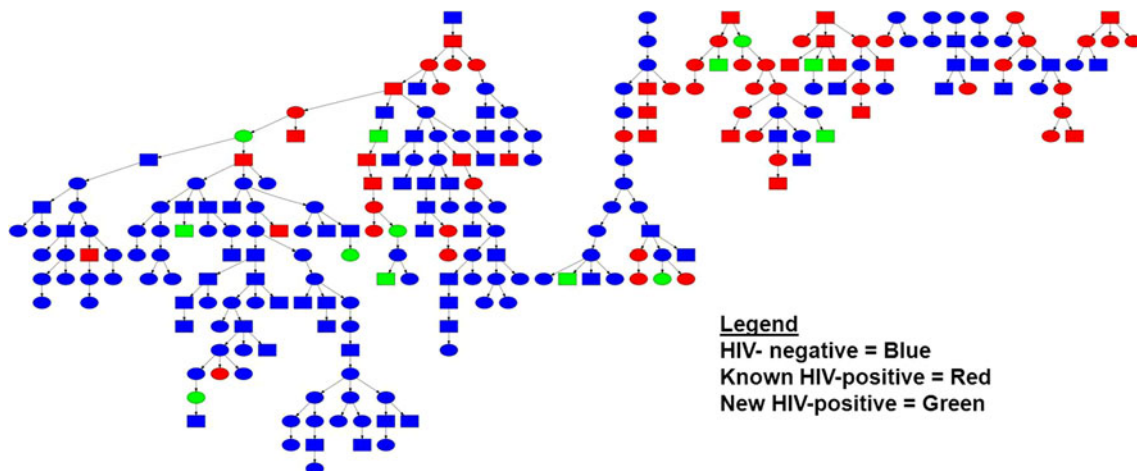 Legend
HIV- negative = Blue
Known HIV-positive = Red
New HIV-positive = Green